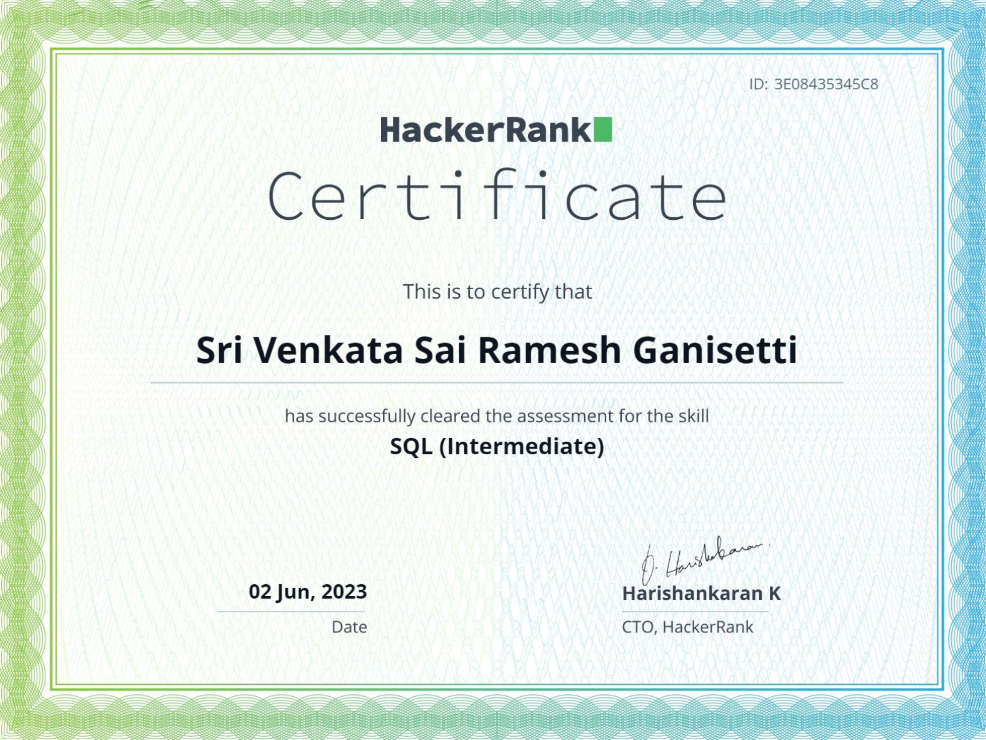 ID: 3E08435345C8
HackerRank
Certificate
This is to certify that
Sri Venkata Sai Ramesh Ganisetti
has successfully cleared the assessment for the skill
SQL (Intermediate)
02 Jun, 2023
Date
Harishankaran K
CTO, HackerRank